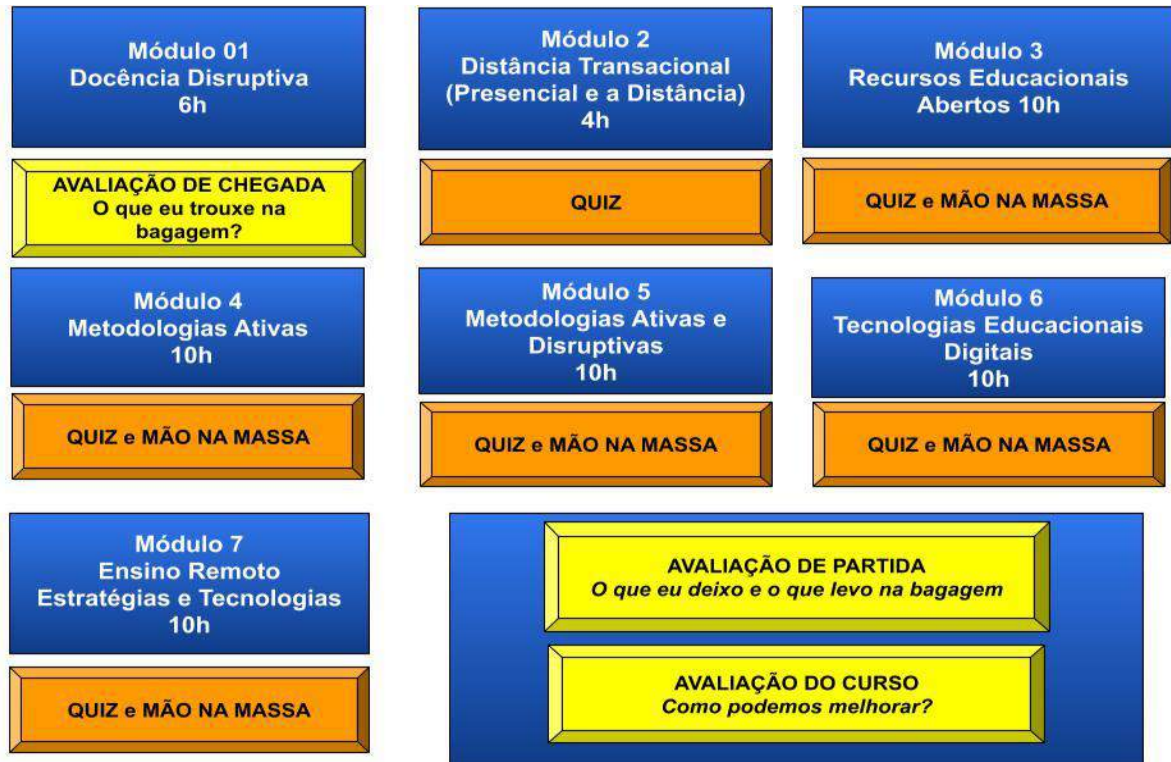 Módulo 01
Docência Disruptiva
6h
AVALIAÇÃO DE CHEGADA
O que eu trouxe na
bagagem?
Módulo 2
Distância Transacional
(Presencial e a Distância)
4h
QUIZ
Módulo 3
Recursos Educacionais
Abertos 10h
QUIZ e MÃO NA MASSA
Módulo 4
Metodologias Ativas
10h
QUIZ e MÃO NA MASSA
Módulo 5
Metodologias Ativas e
Disruptivas
10h
QUIZ e MÃO NA MASSA
Módulo 6
Tecnologias Educacionais
Digitais
10h
QUIZ e MÃO NA MASSA
Módulo 7
Ensino Remoto
Estratégias e Tecnologias
10h
QUIZ e MÃO NA MASSA
AVALIAÇÃO DE PARTIDA
O que eu deixo e o que levo na bagagem
AVALIAÇÃO DO CURSO
Como podemos melhorar?